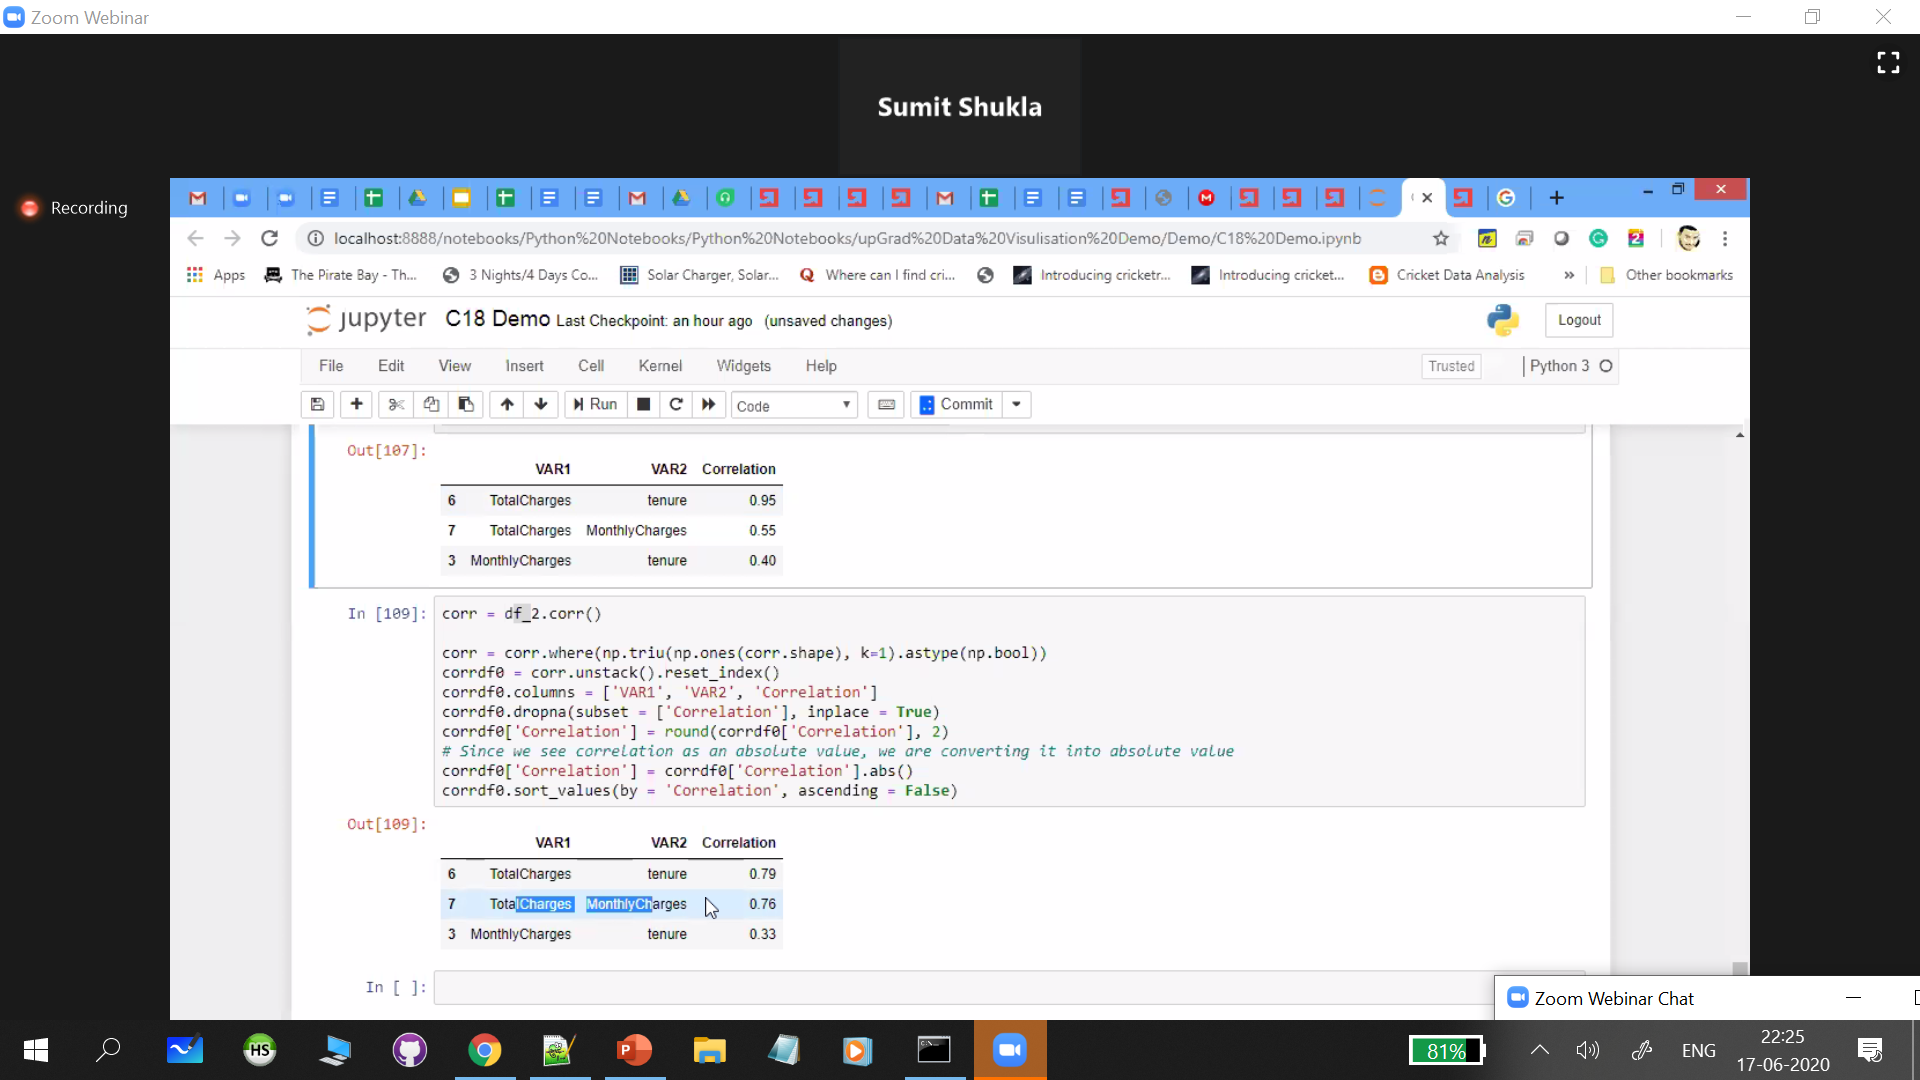 Zoom Webinar
Sumit Shukla
Recording
localhost:8888/notebooks/Python%20Notebooks/Python%20Notebooks/upGrad%20Data%20Visulisation%20Demo/Demo/C18%20Demo.ipynb
Apps The Pirate Bay - Th... 3 Nights/4 Days Co... Solar Charger, Solar... Where can I find cri... Introducing cricketr... Introducing cricket... Cricket Data Analysis » Other bookmarks
jupyter C18 Demo Last Checkpoint: an hour ago (unsaved changes) Logout
File Edit View Insert Cell Kernel Widgets Help Trusted Python 3
Run Code Commit
Out[107]:
VAR1 VAR2 Correlation
6 TotalCharges tenure 0.95
7 TotalCharges MonthlyCharges 0.55
3 MonthlyCharges tenure 0.40
In [109]: corr = df_2.corr()
corr = corr.where(np.triu(np.ones(corr.shape), k=1).astype(np.bool))
corrdf0 = corr.unstack().reset_index()
corrdf0.columns = ['VAR1', 'VAR2', 'Correlation']
corrdf0.dropna(subset = ['Correlation'], inplace = True)
corrdf0['Correlation'] = round(corrdf0['Correlation'], 2)
# Since we see correlation as an absolute value, we are converting it into absolute value
corrdf0['Correlation'] = corrdf0['Correlation'].abs()
corrdf0.sort_values(by = 'Correlation', ascending = False)
Out[109]:
VAR1 VAR2 Correlation
6 TotalCharges tenure 0.79
7 TotalCharges MonthlyCharges 0.76
3 MonthlyCharges tenure 0.33
In [ ]:
Zoom Webinar Chat
HS
81% ENG 22:25
17-06-2020